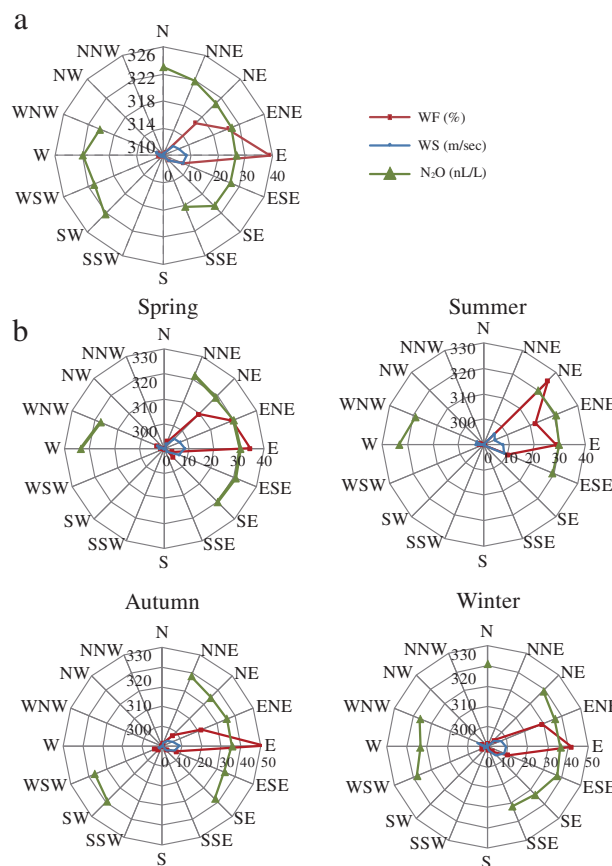 a
N
NNW
NNE
326
NW
NE
322
318
WNW
ENE
314
310
W
E
0 10 20 30 40
WSW
ESE
SW
SE
SSW
SSE
S
WF (%)
WS (m/sec)
N₂O (nL/L)
b
Spring
N
NNW
NNE
330
NW
NE
320
WNW
ENE
310
300
W
E
0 10 20 30 40
WSW
ESE
SW
SE
SSW
SSE
S
Summer
N
NNW
NNE
330
NW
NE
320
WNW
ENE
310
300
W
E
0 10 20 30 40
WSW
ESE
SW
SE
SSW
SSE
S
Autumn
N
NNW
NNE
330
NW
NE
320
WNW
ENE
310
300
W
E
0 10 20 30 40 50
WSW
ESE
SW
SE
SSW
SSE
S
Winter
N
NNW
NNE
330
NW
NE
320
WNW
ENE
310
300
W
E
0 10 20 30 40 50
WSW
ESE
SW
SE
SSW
SSE
S